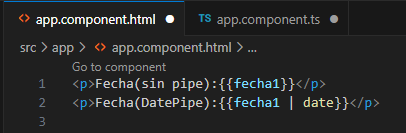 <> app.component.html ● TS app.component.ts ●
src > app > <> app.component.html > ...
Go to component
1 <p>Fecha(sin pipe):{{fecha1}}</p>
2 <p>Fecha(DatePipe):{{fecha1 | date}}</p>
3